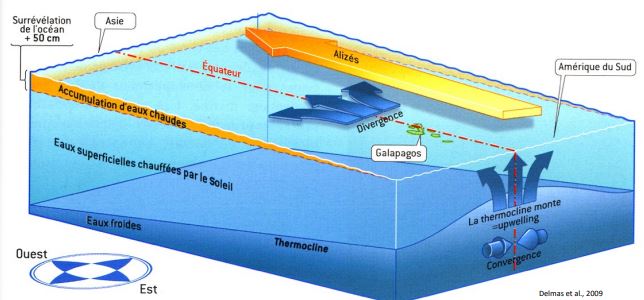 Surrévélation
de l'océan
+ 50 cm
Asie
Alizés
Amérique du Sud
Équateur
Accumulation d'eaux chaudes
Divergence
Galapagos
Eaux superficielles chauffées par le Soleil
La thermocline monte
=upwelling
Eaux froides
Thermocline
Convergence
Ouest
Est
Delmas et al., 2009